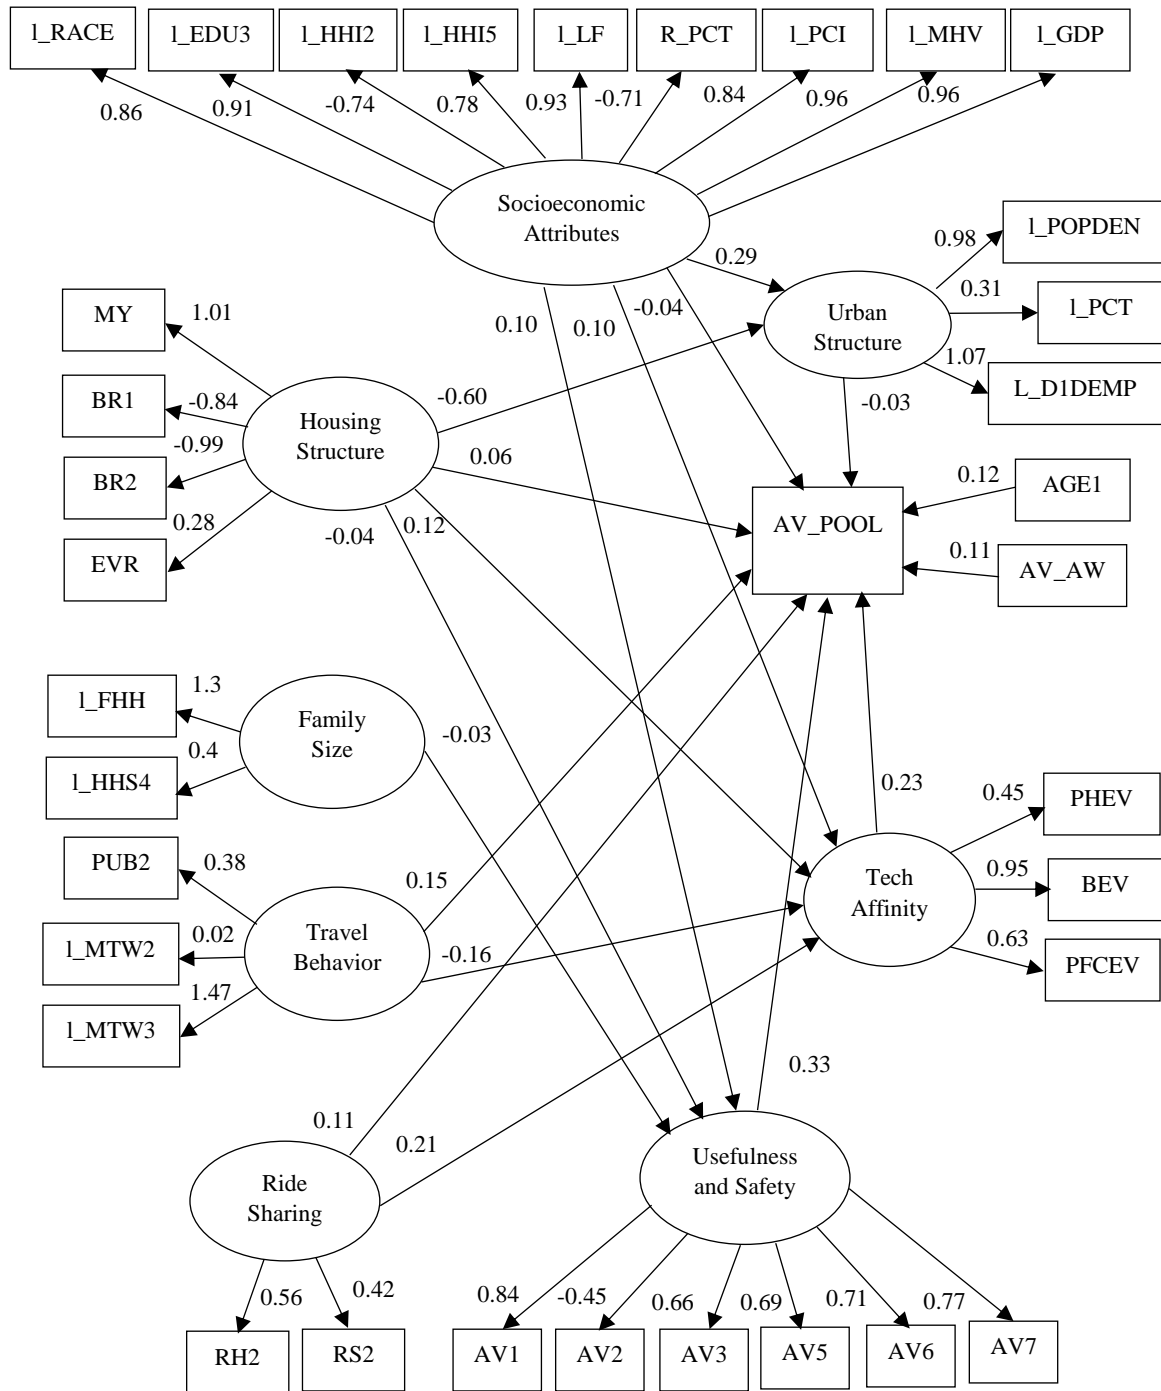 l_RACE
l_EDU3
l_HHI2
l_HHI5
l_LF
R_PCT
l_PCI
l_MHV
l_GDP
0.86
0.91
-0.74
0.78
0.93
-0.71
0.84
0.96
0.96
Socioeconomic
Attributes
l_POPDEN
0.98
0.29
0.31
l_PCT
Urban
Structure
1.07
L_D1DEMP
-0.03
0.10
0.10
-0.04
MY
1.01
BR1
-0.84
-0.99
BR2
0.28
EVR
Housing
Structure
-0.60
0.06
-0.04
0.12
AV_POOL
0.12
AGE1
0.11
AV_AW
l_FHH
1.3
0.4
l_HHS4
Family
Size
-0.03
PUB2
0.38
l_MTW2
0.02
1.47
l_MTW3
Travel
Behavior
0.15
-0.16
0.23
Tech
Affinity
0.45
PHEV
0.95
BEV
0.63
PFCEV
0.33
0.11
0.21
Ride
Sharing
0.56
0.42
RH2
RS2
Usefulness
and Safety
0.84
-0.45
0.66
0.69
0.71
0.77
AV1
AV2
AV3
AV5
AV6
AV7